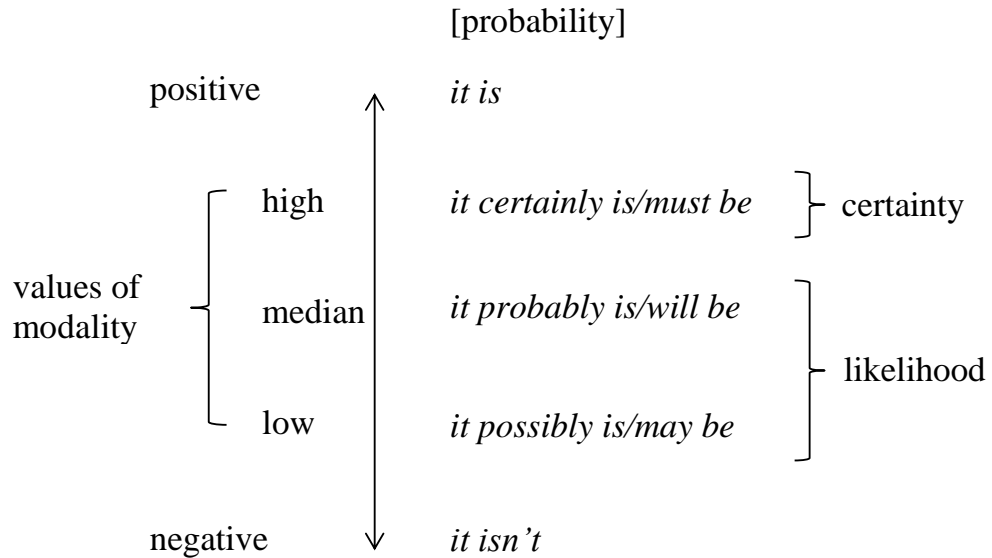 [probability]
positive it is
high it certainly is/must be certainty
values of
modality
median it probably is/will be
likelihood
low it possibly is/may be
negative it isn’t